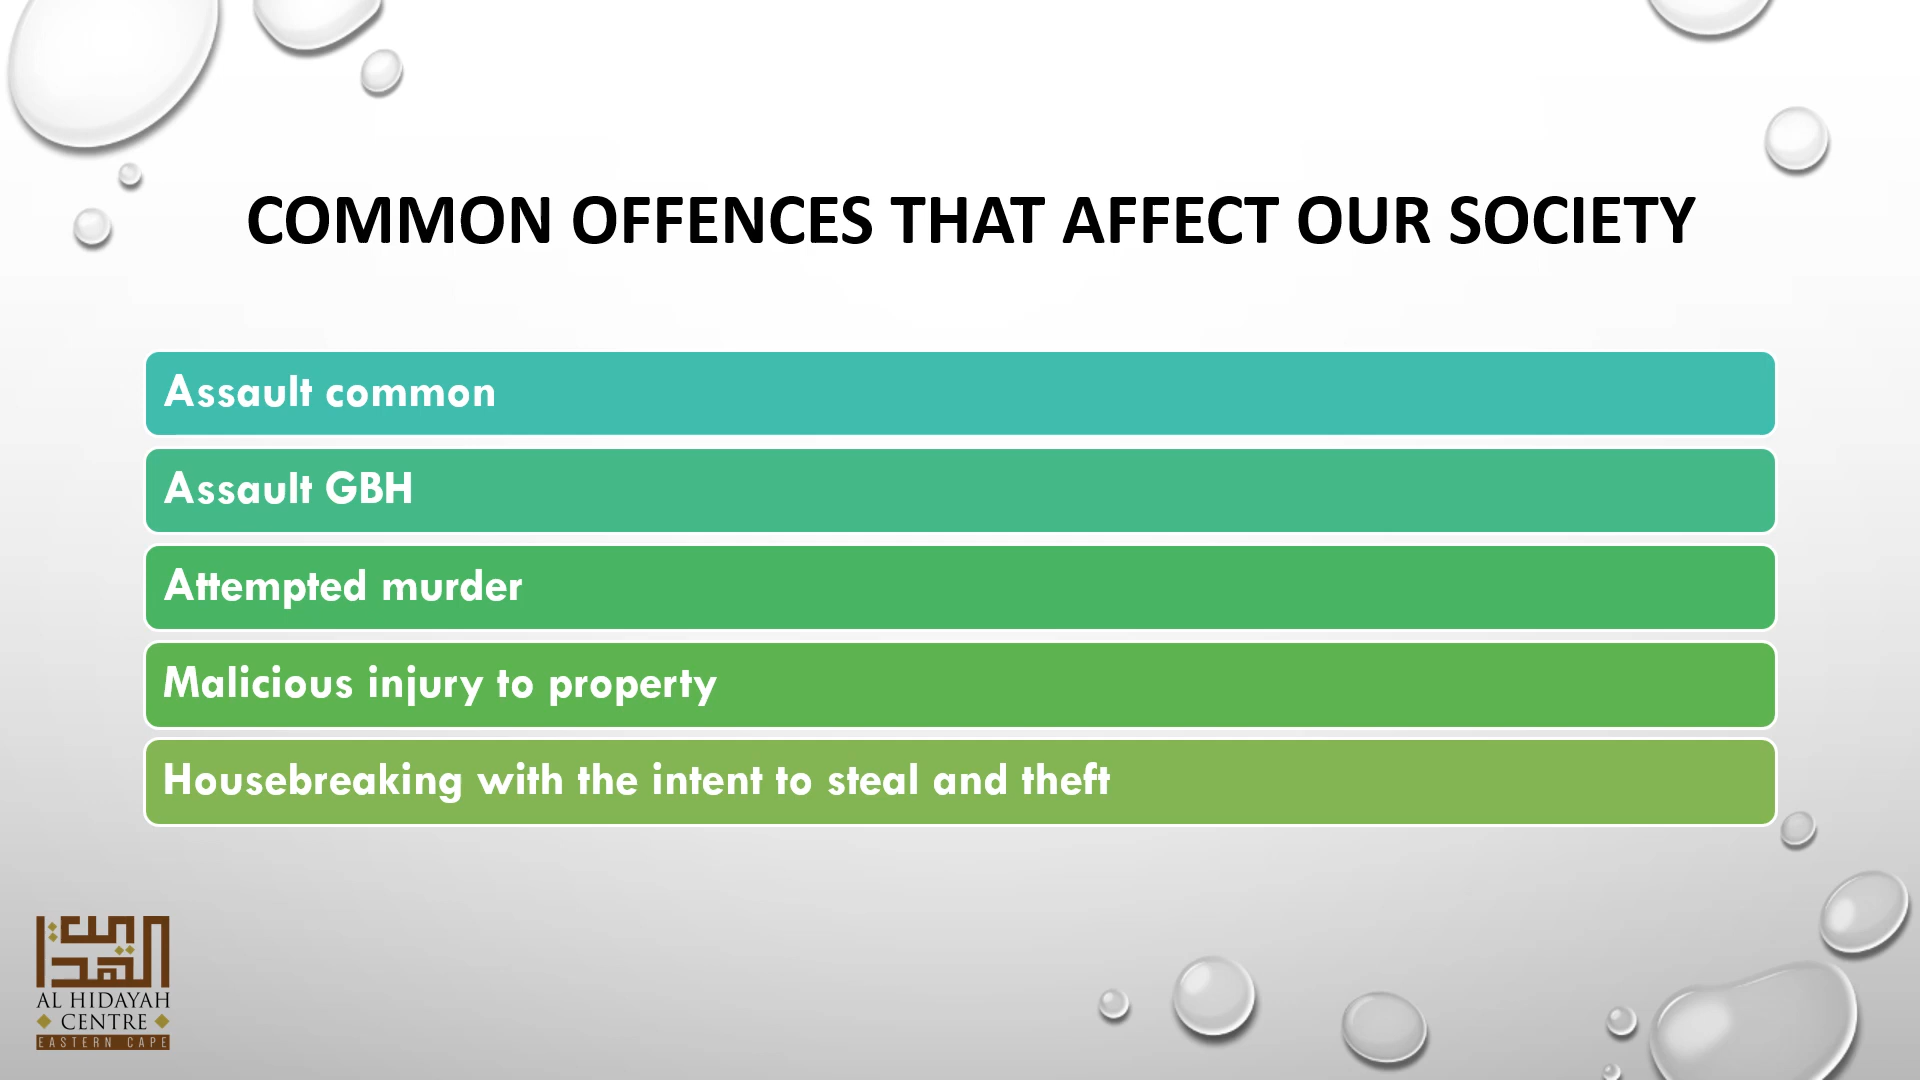 COMMON OFFENCES THAT AFFECT OUR SOCIETY
Assault common
Assault GBH
Attempted murder
Malicious injury to property
Housebreaking with the intent to steal and theft
AL HIDAYAH
CENTRE
EASTERN CAPE